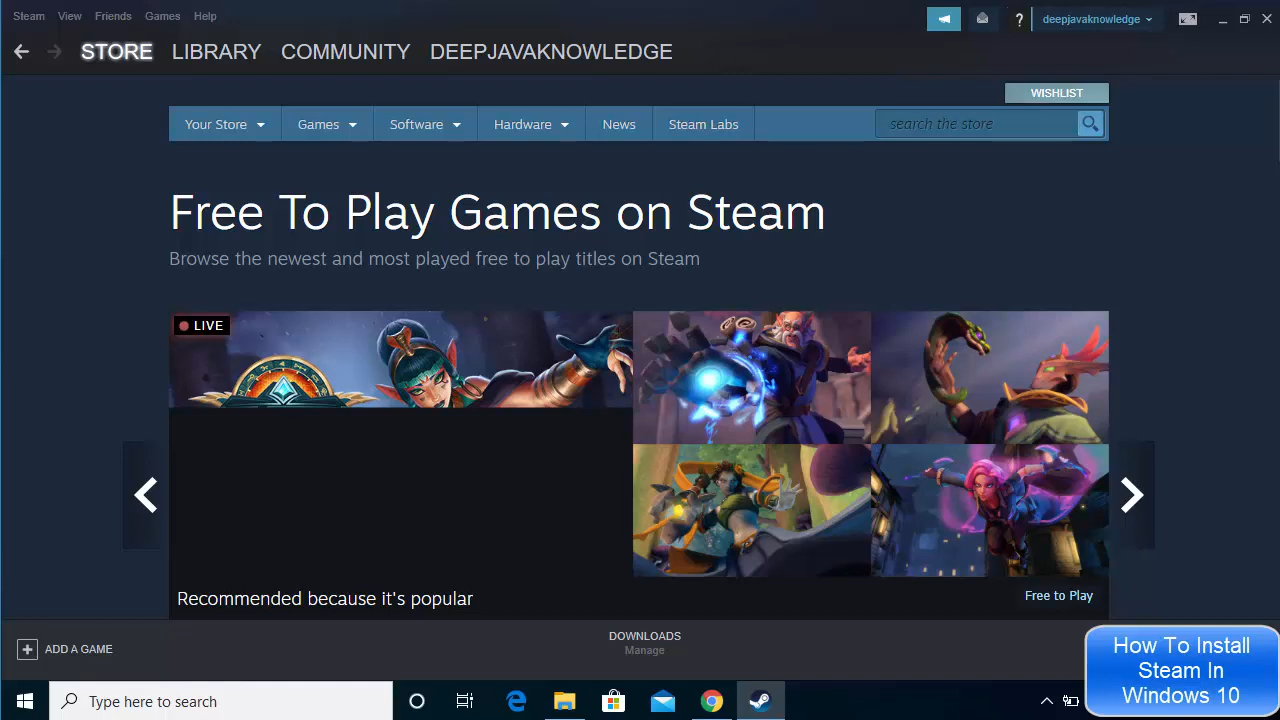 Steam View Friends Games Help
deepjavaknowledge
STORE LIBRARY COMMUNITY DEEPJAVAKNOWLEDGE
WISHLIST
Your Store Games Software Hardware News Steam Labs search the store
Free To Play Games on Steam
Browse the newest and most played free to play titles on Steam
LIVE
Recommended because it's popular
Free to Play
ADD A GAME
DOWNLOADS
Manage
How To Install
Steam In
Windows 10
Type here to search